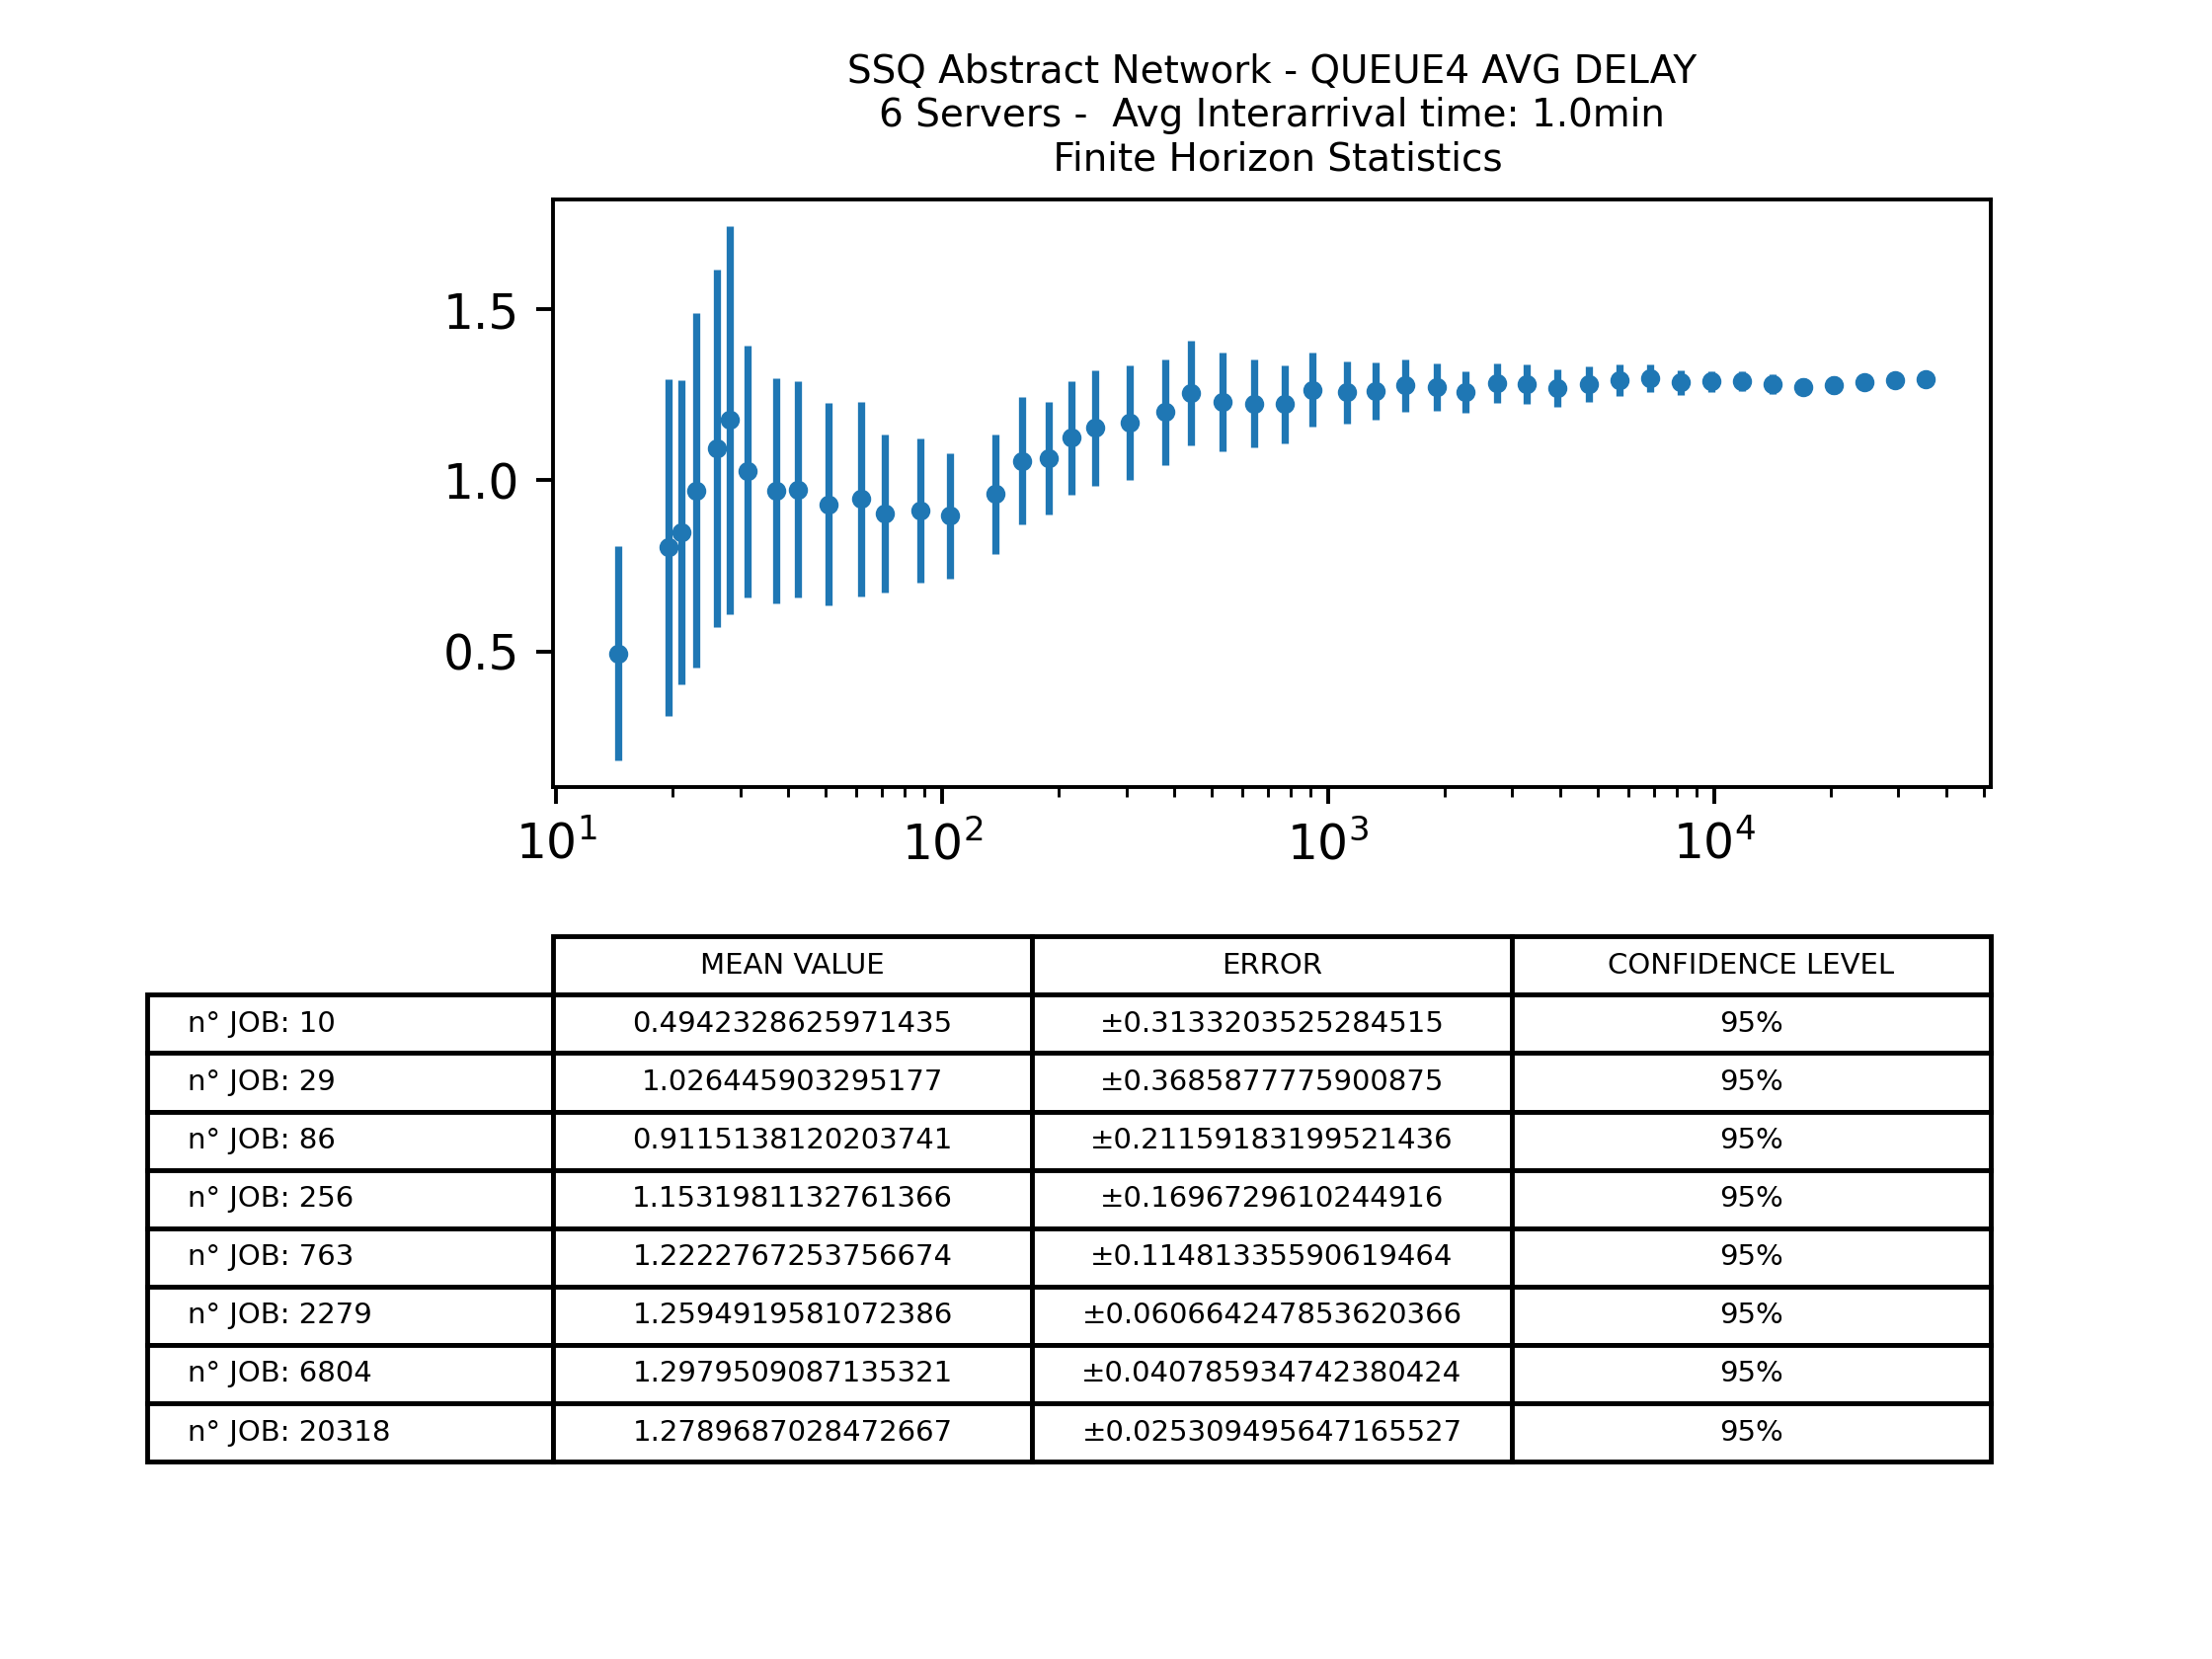 SSQ Abstract Network - QUEUE4 AVG DELAY
6 Servers -  Avg Interarrival time: 1.0min
Finite Horizon Statistics
1.5
1.0
0.5
10¹ 10² 10³ 10⁴
MEAN VALUE ERROR CONFIDENCE LEVEL
n° JOB: 10 0.4942328625971435 ±0.3133203525284515 95%
n° JOB: 29 1.026445903295177 ±0.3685877775900875 95%
n° JOB: 86 0.9115138120203741 ±0.21159183199521436 95%
n° JOB: 256 1.1531981132761366 ±0.1696729610244916 95%
n° JOB: 763 1.2222767253756674 ±0.11481335590619464 95%
n° JOB: 2279 1.2594919581072386 ±0.060664247853620366 95%
n° JOB: 6804 1.2979509087135321 ±0.040785934742380424 95%
n° JOB: 20318 1.2789687028472667 ±0.025309495647165527 95%